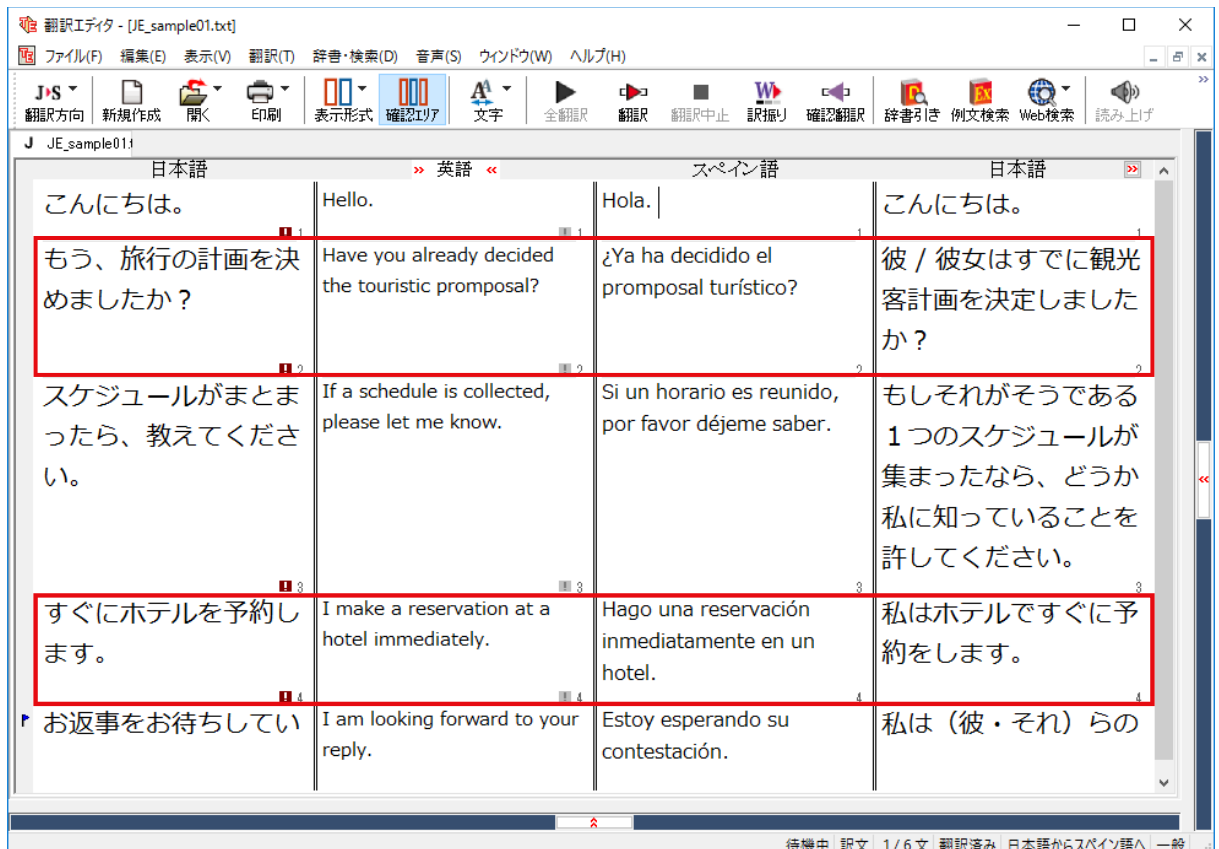 翻訳エディタ - [JE_sample01.txt]
ファイル(F) 編集(E) 表示(V) 翻訳(T) 辞書・検索(D) 音声(S) ウィンドウ(W) ヘルプ(H)
J›S
翻訳方向 新規作成 開く 印刷 表示形式 確認エリア 文字 全翻訳 翻訳 翻訳中止 訳振り 確認翻訳 辞書引き 例文検索 Web検索 読み上げ
J JE_sample01.t
日本語 » 英語 « スペイン語 日本語 »
こんにちは。
1
Hello.
1
Hola.
1
こんにちは。
1
もう、旅行の計画を決
めましたか？
2
Have you already decided
the touristic promposal?
2
¿Ya ha decidido el
promposal turístico?
2
彼 / 彼女はすでに観光
客計画を決定しました
か？
2
スケジュールがまとま
ったら、教えてくださ
い。
3
If a schedule is collected,
please let me know.
3
Si un horario es reunido,
por favor déjeme saber.
3
もしそれがそうである
１つのスケジュールが
集まったなら、どうか
私に知っていることを
許してください。
3
すぐにホテルを予約し
ます。
4
I make a reservation at a
hotel immediately.
4
Hago una reservación
inmediatamente en un
hotel.
4
私はホテルですぐに予
約をします。
4
お返事をお待ちしてい
I am looking forward to your
reply.
Estoy esperando su
contestación.
私は（彼・それ）らの
待機中 訳文 1/6文 翻訳済み 日本語からスペイン語へ 一般